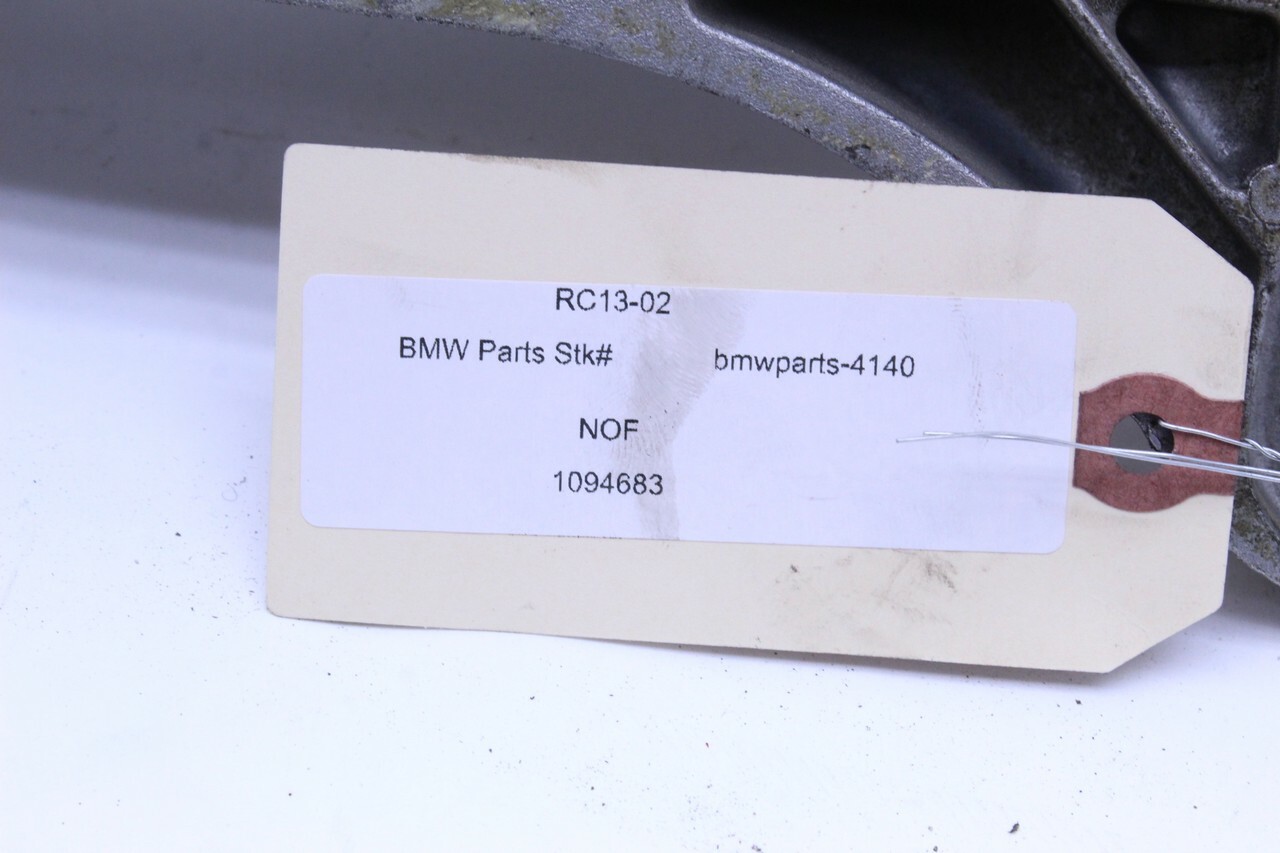 RC13-02
BMW Parts Stk# bmwparts-4140
NOF
1094683